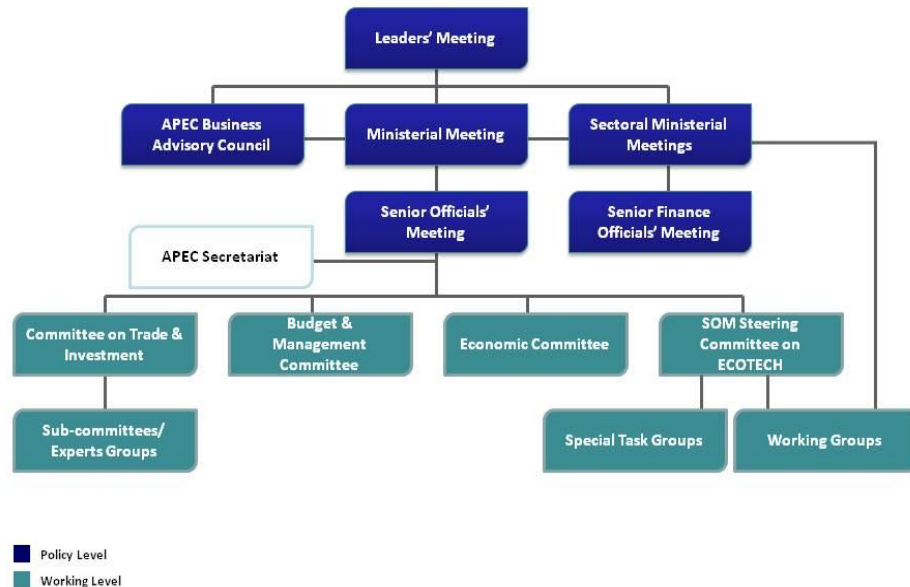 Leaders' Meeting
APEC Business
Advisory Council
Ministerial Meeting
Sectoral Ministerial
Meetings
Senior Officials'
Meeting
Senior Finance
Officials' Meeting
APEC Secretariat
Committee on Trade &
Investment
Budget &
Management
Committee
Economic Committee
SOM Steering
Committee on
ECOTECH
Sub-committees/
Experts Groups
Special Task Groups
Working Groups
Policy Level
Working Level